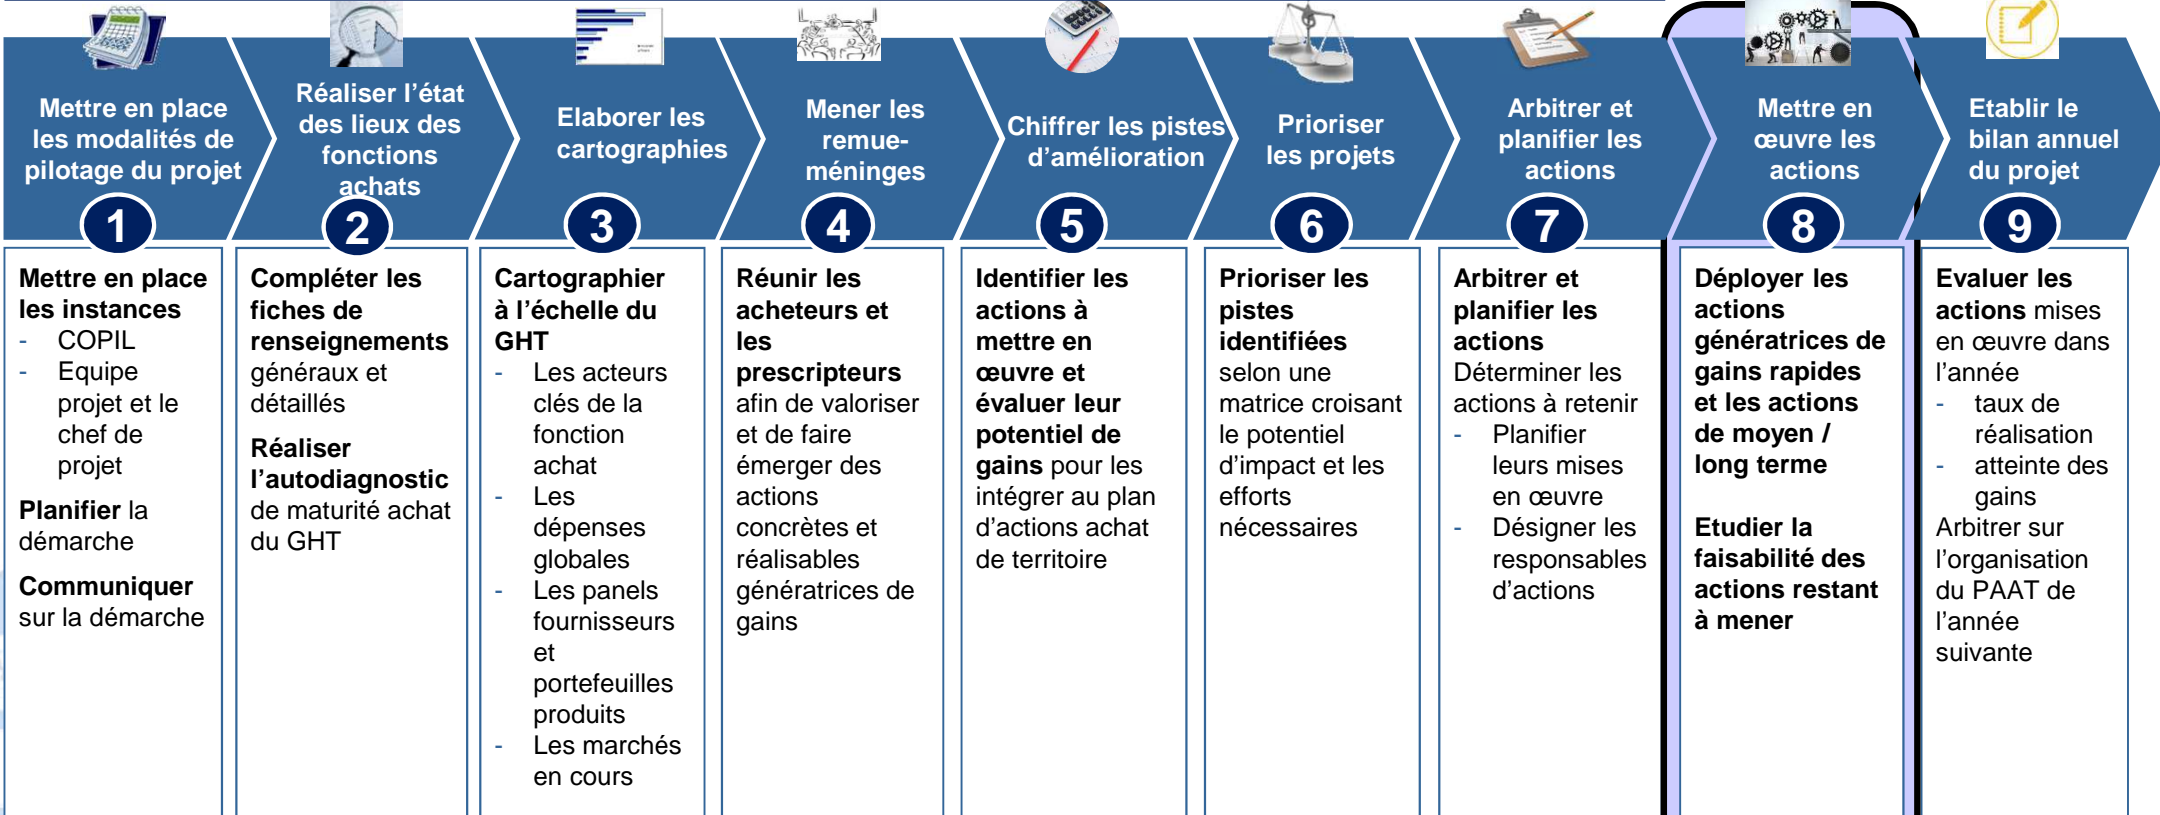 Mettre en place
les modalités de
pilotage du projet
1
Réaliser l’état
des lieux des
fonctions
achats
2
Elaborer les
cartographies
3
Mener les
remue-
méninges
4
Chiffrer les pistes
d’amélioration
5
Prioriser
les projets
6
Arbitrer et
planifier les
actions
7
Mettre en
œuvre les
actions
8
Etablir le
bilan annuel
du projet
9
Mettre en place
les instances
- COPIL
- Equipe
projet et le
chef de
projet
Planifier la
démarche
Communiquer
sur la démarche
Compléter les
fiches de
renseignements
généraux et
détaillés
Réaliser
l’autodiagnostic
de maturité achat
du GHT
Cartographier
à l’échelle du
GHT
- Les acteurs
clés de la
fonction
achat
- Les
dépenses
globales
- Les panels
fournisseurs
et
portefeuilles
produits
- Les marchés
en cours
Réunir les
acheteurs et
les
prescripteurs
afin de valoriser
et de faire
émerger des
actions
concrètes et
réalisables
génératrices de
gains
Identifier les
actions à
mettre en
œuvre et
évaluer leur
potentiel de
gains pour les
intégrer au plan
d’actions achat
de territoire
Prioriser les
pistes
identifiées
selon une
matrice croisant
le potentiel
d’impact et les
efforts
nécessaires
Arbitrer et
planifier les
actions
Déterminer les
actions à retenir
- Planifier
leurs mises
en œuvre
- Désigner les
responsables
d’actions
Déployer les
actions
génératrices de
gains rapides
et les actions
de moyen /
long terme
Etudier la
faisabilité des
actions restant
à mener
Evaluer les
actions mises
en œuvre dans
l’année
- taux de
réalisation
- atteinte des
gains
Arbitrer sur
l’organisation
du PAAT de
l’année
suivante